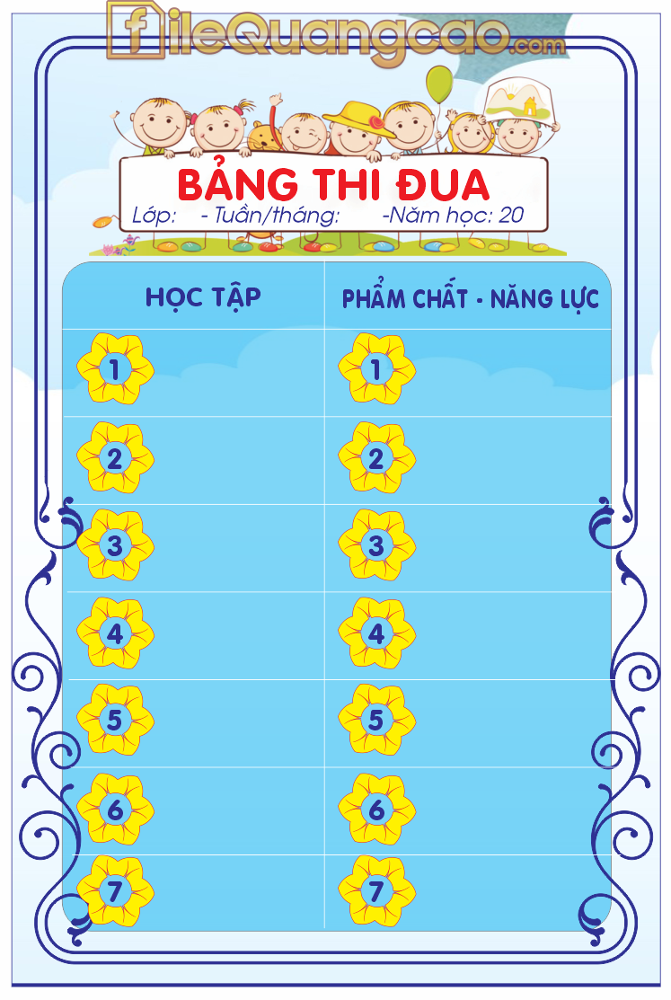 fileQuangcao.com
BẢNG THI ĐUA
Lớp: - Tuần/tháng: -Năm học: 20
HỌC TẬP PHẨM CHẤT - NĂNG LỰC
1 1
2 2
3 3
4 4
5 5
6 6
7 7